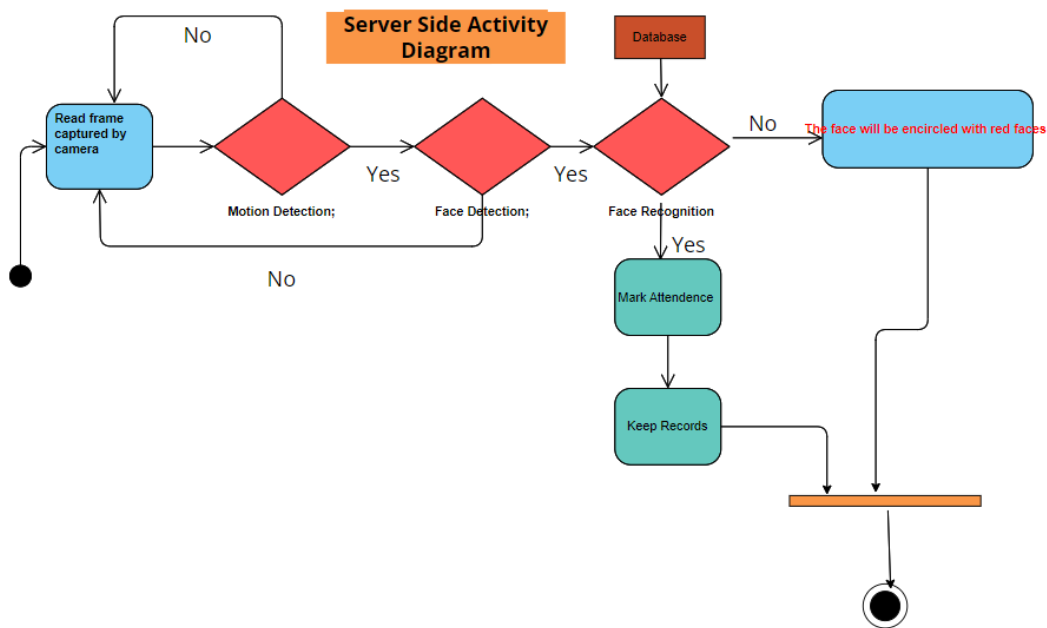 Server Side Activity
Diagram
No
Database
Read frame
captured by
camera
No
The face will be encircled with red faces
Yes
Yes
Motion Detection;
Face Detection;
Face Recognition
Yes
No
Mark Attendence
Keep Records